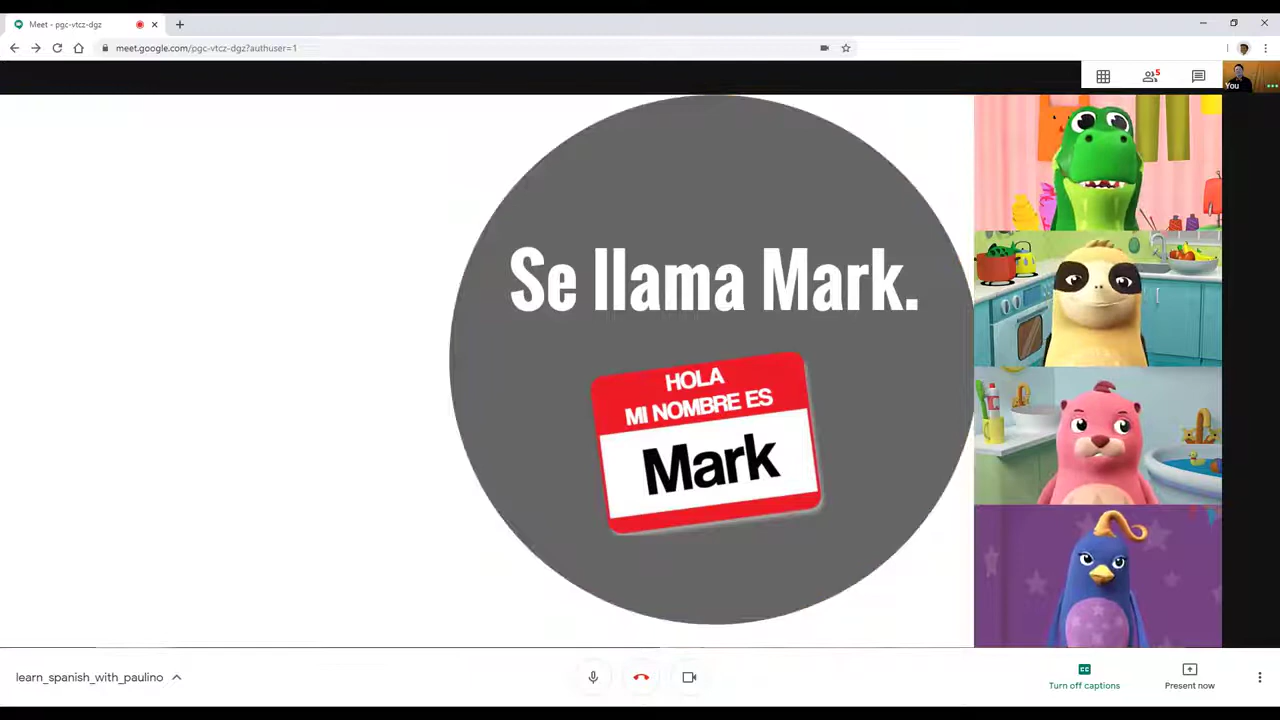 Meet - pgc-vtcz-dgz
meet.google.com/pgc-vtcz-dgz?authuser=1
5
You
Se llama Mark.
HOLA
MI NOMBRE ES
Mark
learn_spanish_with_paulino
CC
Turn off captions
Present now